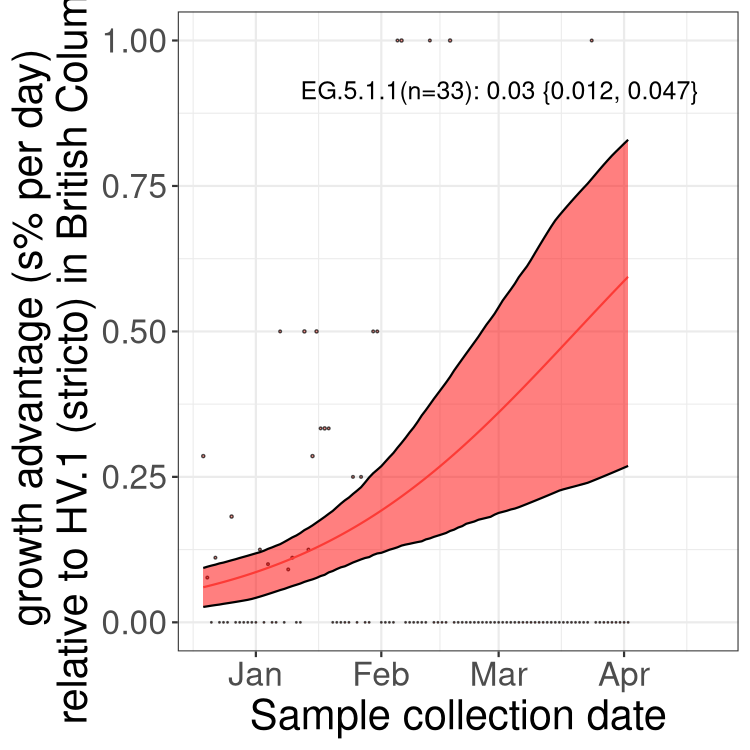 growth advantage (s% per day)
relative to HV.1 (stricto) in British Colum
1.00
0.75
0.50
0.25
0.00
EG.5.1.1(n=33): 0.03 {0.012, 0.047}
Jan Feb Mar Apr
Sample collection date